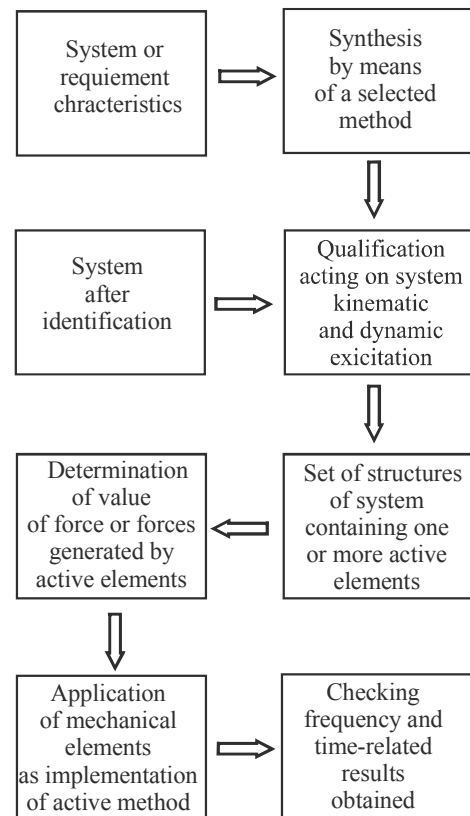 System or
requiement
chracteristics
Synthesis
by means
of a selected
method
System
after
identification
Qualification
acting on system
kinematic
and dynamic
exicitation
Determination
of value
of force or forces
generated by
active elements
Set of structures
of system
containing one
or more active
elements
Application
of mechanical
elements
as implementation
of active method
Checking
frequency and
time-related
results
obtained